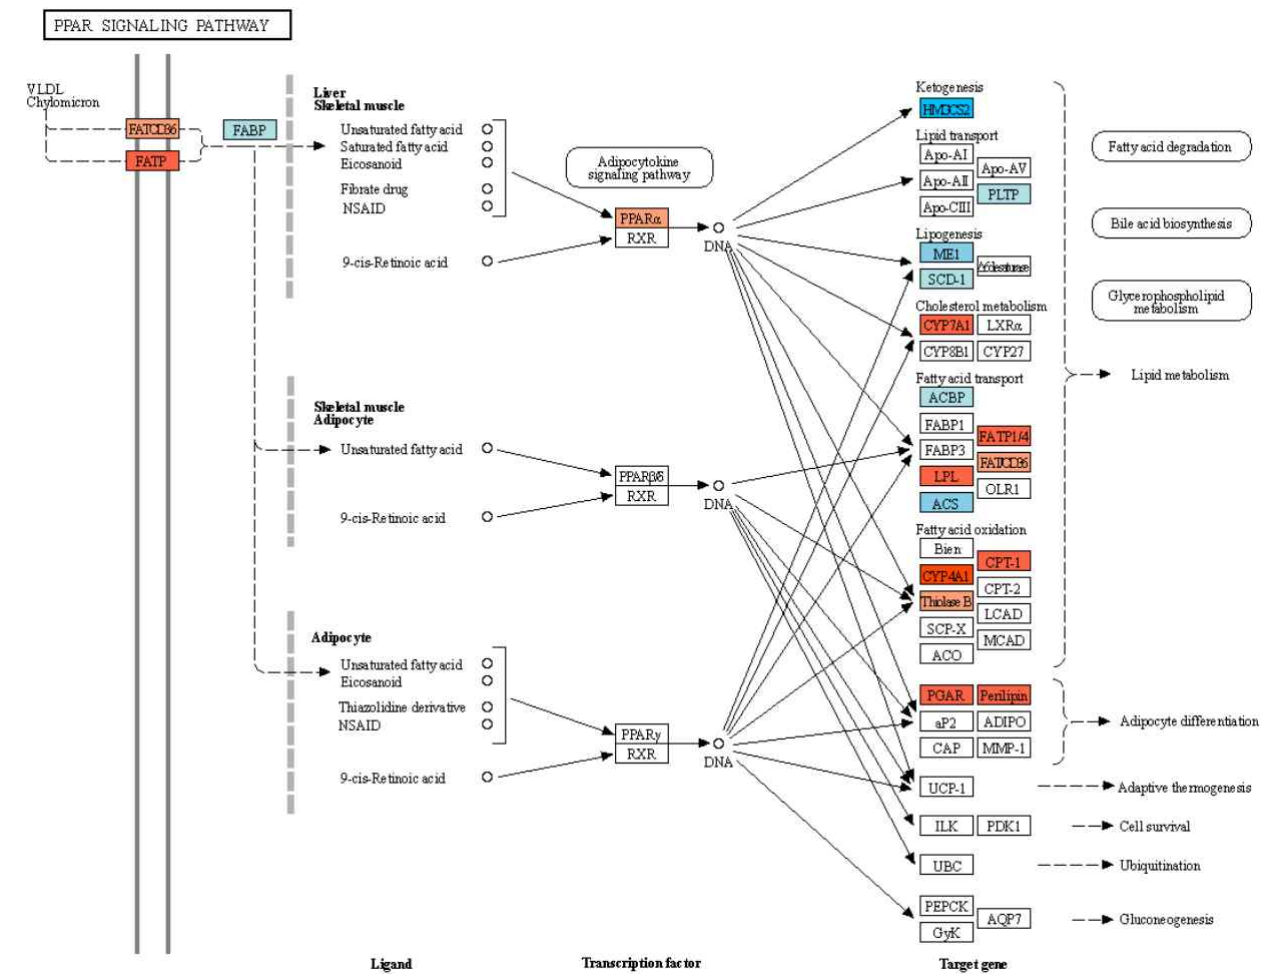 PPAR SIGNALING PATHWAY
VLDL
Chylomicron
FAT/CD36
FATP
FABP
Liver
Skeletal muscle
Unsaturated fatty acid
Saturated fatty acid
Eicosanoid
Fibrate drug
NSAID
9-cis-Retinoic acid
Adipocytokine
signaling pathway
PPARα
RXR
DNA
Skeletal muscle
Adipocyte
Unsaturated fatty acid
9-cis-Retinoic acid
PPARβ/δ
RXR
DNA
Adipocyte
Unsaturated fatty acid
Eicosanoid
Thiazolidine derivative
NSAID
9-cis-Retinoic acid
PPARγ
RXR
DNA
Ketogenesis
HMGCS2
Lipid transport
Apo-AI
Apo-AV
Apo-AII
PLTP
Apo-CIII
Lipogenesis
ME1
SCD-1
Cholesterol metabolism
CYP7A1
LXRα
CYP8B1
CYP27
Fatty acid transport
ACBP
FABP1
FATP1/4
FABP3
FAT/CD36
LPL
OLR1
ACS
Fatty acid oxidation
Bien
CPT-1
CYP4A1
CPT-2
Thiolase B
LCAD
SCP-X
MCAD
ACO
PGAR
Perilipin
aP2
ADIPO
CAP
MMP-1
UCP-1
ILK
PDK1
UBC
PEPCK
AQP7
GyK
Fatty acid degradation
Bile acid biosynthesis
Glycerophospholipid
metabolism
Lipid metabolism
Adipocyte differentiation
Adaptive thermogenesis
Cell survival
Ubiquitination
Gluconeogenesis
Ligand
Transcription factor
Target gene